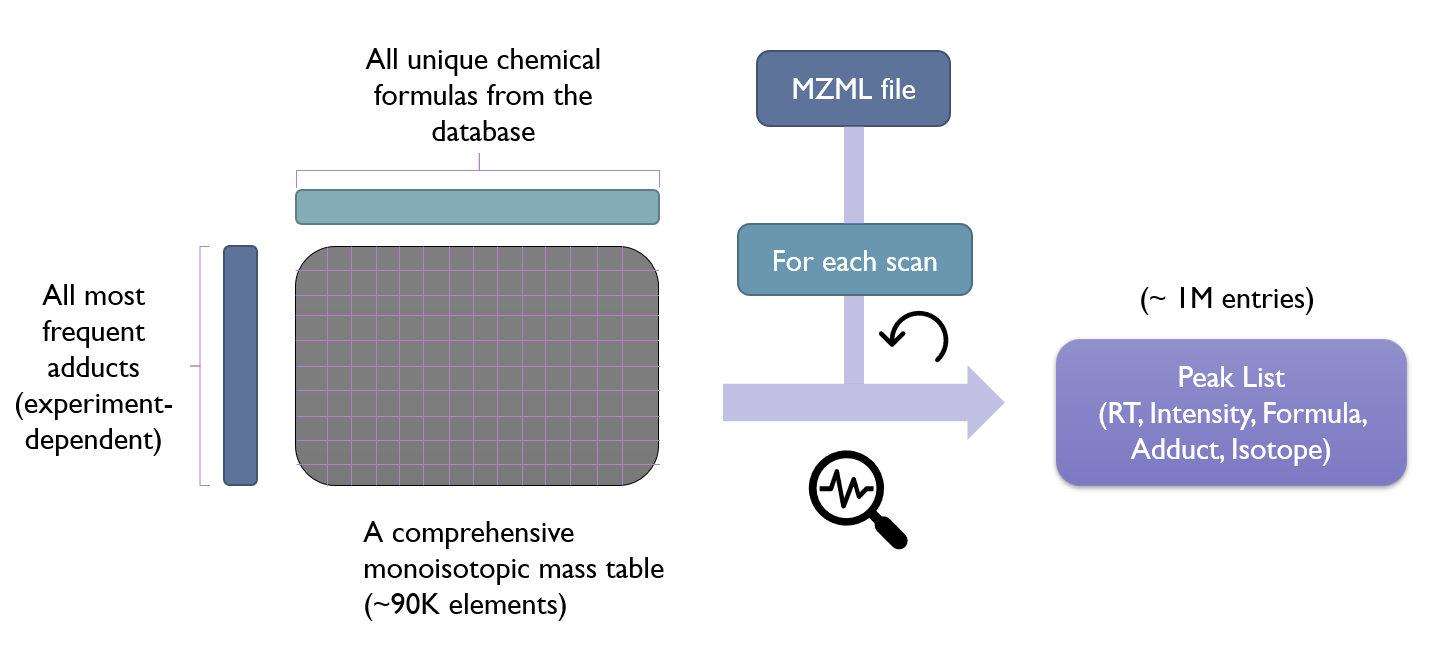 All unique chemical
formulas from the
database
All most
frequent
adducts
(experiment-
dependent)
A comprehensive
monoisotopic mass table
(~90K elements)
MZML file
For each scan
(~ 1M entries)
Peak List
(RT, Intensity, Formula,
Adduct, Isotope)